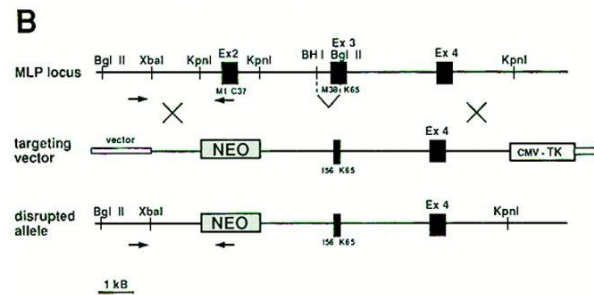 B
Ex 3
Ex2
Bgl II XbaI KpnI KpnI BH I Bgl II Ex 4 KpnI
MLP locus
M1 C37 M38 K65
vector Ex 4
targeting
vector
NEO CMV - TK
I56 K65
Ex 4
Bgl II XbaI KpnI
disrupted
allele
NEO
I56 K65
1 kB